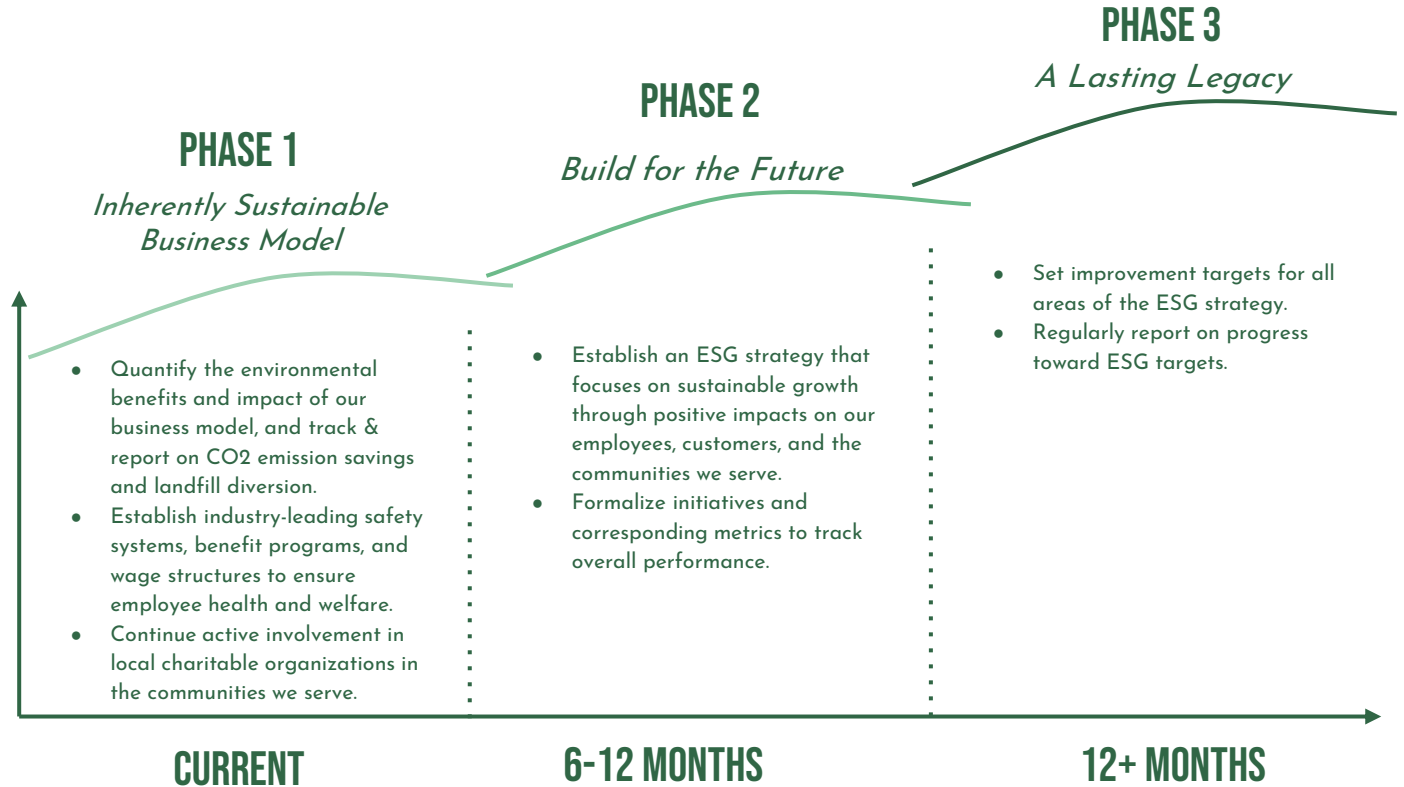 PHASE 1
Inherently Sustainable
Business Model
● Quantify the environmental
benefits and impact of our
business model, and track &
report on CO2 emission savings
and landfill diversion.
● Establish industry-leading safety
systems, benefit programs, and
wage structures to ensure
employee health and welfare.
● Continue active involvement in
local charitable organizations in
the communities we serve.
CURRENT
PHASE 2
Build for the Future
● Establish an ESG strategy that
focuses on sustainable growth
through positive impacts on our
employees, customers, and the
communities we serve.
● Formalize initiatives and
corresponding metrics to track
overall performance.
6-12 MONTHS
PHASE 3
A Lasting Legacy
● Set improvement targets for all
areas of the ESG strategy.
● Regularly report on progress
toward ESG targets.
12+ MONTHS